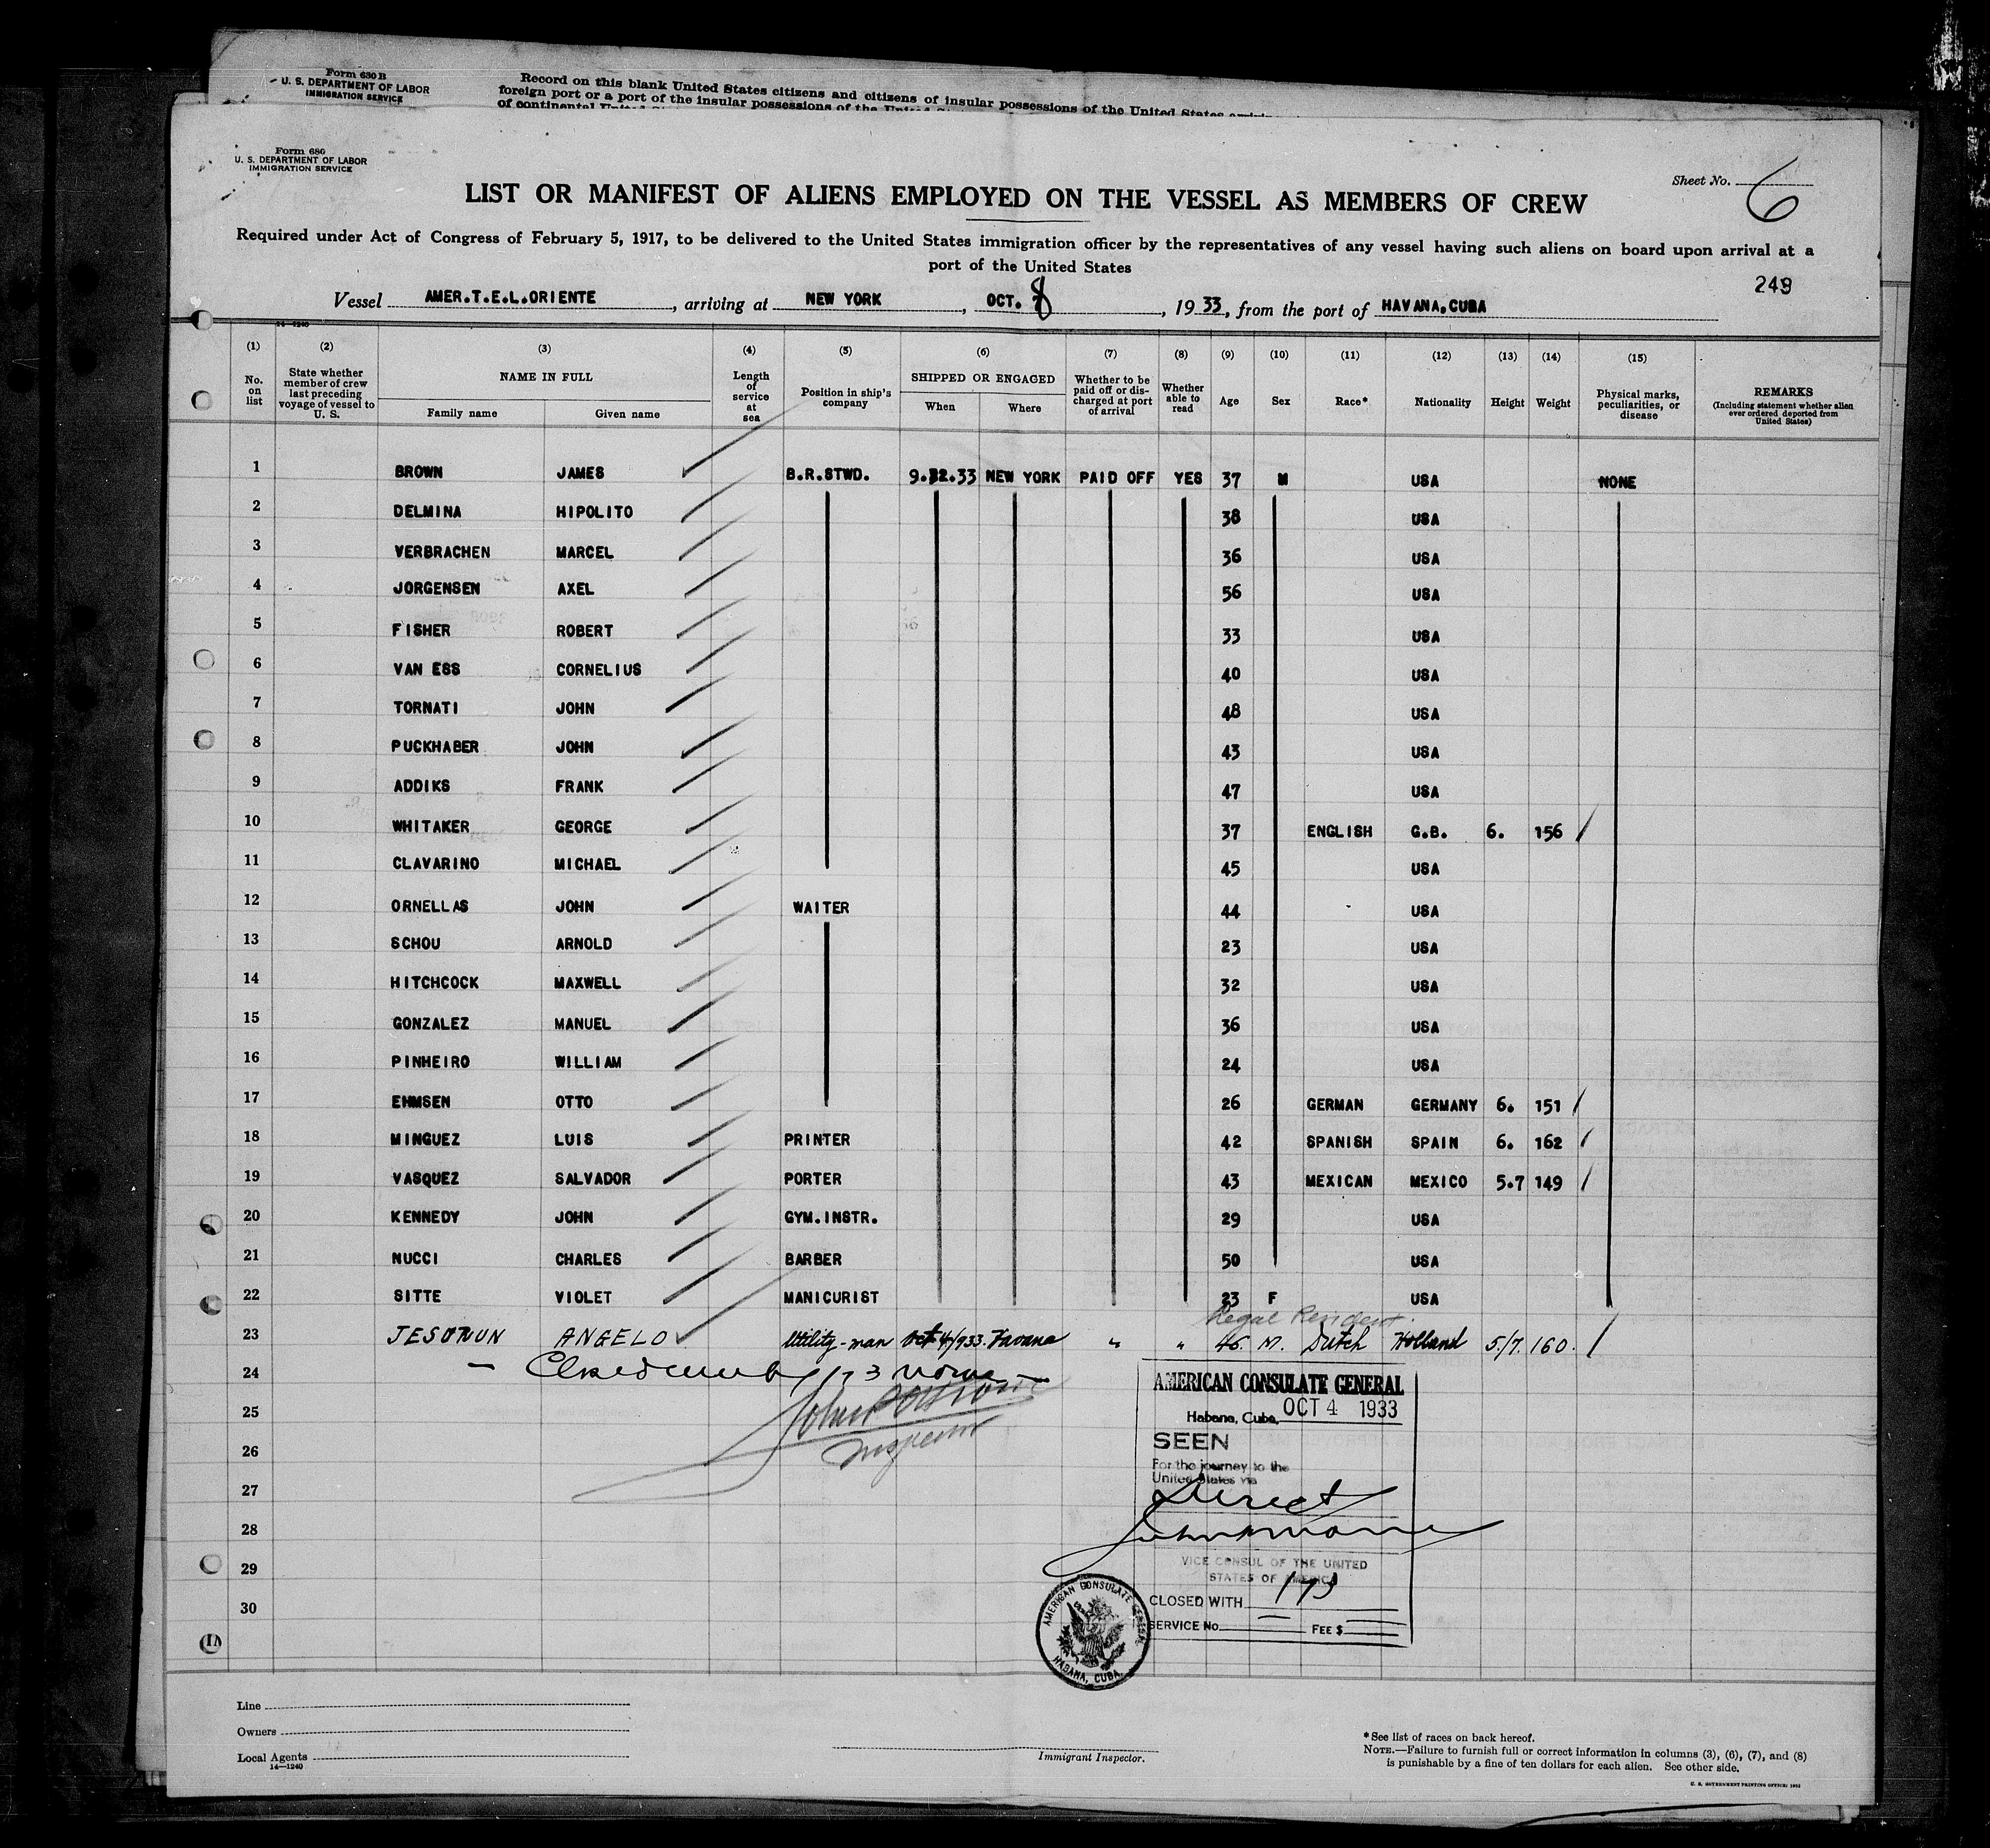 Form 630 B
U. S. DEPARTMENT OF LABOR
IMMIGRATION SERVICE
Record on this blank United States citizens and citizens of insular possessions of the United States
foreign port or a port of the insular possessions of the United States arriving
of continental
Form 680
U. S. DEPARTMENT OF LABOR
IMMIGRATION SERVICE
Sheet No. 6
LIST OR MANIFEST OF ALIENS EMPLOYED ON THE VESSEL AS MEMBERS OF CREW
Required under Act of Congress of February 5, 1917, to be delivered to the United States immigration officer by the representatives of any vessel having such aliens on board upon arrival at a
port of the United States
249
Vessel AMER.T.E.L.ORIENTE, arriving at NEW YORK, OCT. 8, 1933, from the port of HAVANA,CUBA
14—1240
(1) (2) (3) (4) (5) (6) (7) (8) (9) (10) (11) (12) (13) (14) (15)
No. on list
State whether member of crew last preceding voyage of vessel to U. S.
NAME IN FULL
Family name Given name
Length of service at sea
Position in ship's company
SHIPPED OR ENGAGED
When Where
Whether to be paid off or discharged at port of arrival
Whether able to read
Age Sex Race* Nationality Height Weight
Physical marks, peculiarities, or disease
REMARKS
(Including statement whether alien ever ordered deported from United States)
1 BROWN JAMES B.R.STWD. 9.32.33 NEW YORK PAID OFF YES 37 M USA NONE
2 DELMINA HIPOLITO 38 USA
3 VERBRACHEN MARCEL 36 USA
4 JORGENSEN AXEL 56 USA
5 FISHER ROBERT 33 USA
6 VAN ESS CORNELIUS 40 USA
7 TORNATI JOHN 48 USA
8 PUCKHABER JOHN 43 USA
9 ADDIKS FRANK 47 USA
10 WHITAKER GEORGE 37 ENGLISH G.B. 6. 156
11 CLAVARINO MICHAEL 45 USA
12 ORNELLAS JOHN WAITER 44 USA
13 SCHOU ARNOLD 23 USA
14 HITCHCOCK MAXWELL 32 USA
15 GONZALEZ MANUEL 36 USA
16 PINHEIRO WILLIAM 24 USA
17 EHMSEN OTTO 26 GERMAN GERMANY 6. 151
18 MINGUEZ LUIS PRINTER 42 SPANISH SPAIN 6. 162
19 VASQUEZ SALVADOR PORTER 43 MEXICAN MEXICO 5.7 149
20 KENNEDY JOHN GYM.INSTR. 29 USA
21 NUCCI CHARLES BARBER 50 USA
22 SITTE VIOLET MANICURIST 23 F USA
Legal Resident.
23 JESURUN ANGELO Utility-man Oct 4/933. Havana " " 46. M. Dutch Holland 5/7. 160.
24
25
26 Inspector
27
28
29
30
AMERICAN CONSULATE GENERAL
Habana, Cuba, OCT 4 1933
SEEN
For the journey to the
United States via
Direct
VICE CONSUL OF THE UNITED
STATES OF AMERICA
CLOSED WITH 173
SERVICE No. FEE $
AMERICAN CONSULATE GENERAL
HABANA, CUBA
Line
Owners
Local Agents
14—1240
Immigrant Inspector.
*See list of races on back hereof.
NOTE.—Failure to furnish full or correct information in columns (3), (6), (7), and (8)
is punishable by a fine of ten dollars for each alien. See other side.